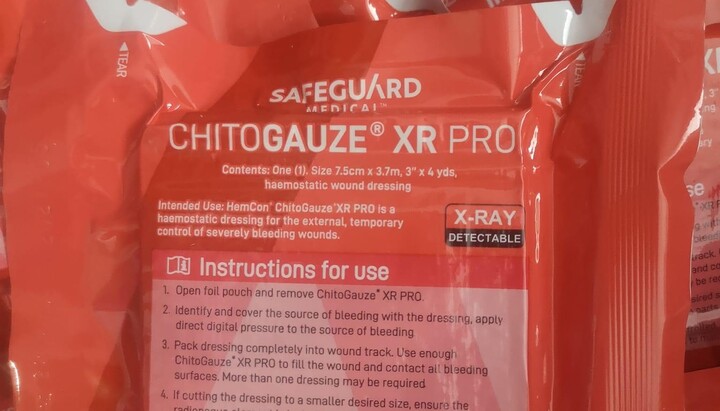 TEAR
TEAR
SAFEGUARD
MEDICAL™
CHITOGAUZE® XR PRO
Contents: One (1). Size 7.5cm x 3.7m, 3" x 4 yds,
haemostatic wound dressing
Intended Use: HemCon® ChitoGauze®XR PRO is a
haemostatic dressing for the external, temporary
control of severely bleeding wounds.
X-RAY
DETECTABLE
Instructions for use
1. Open foil pouch and remove ChitoGauze® XR PRO.
2. Identify and cover the source of bleeding with the dressing, apply
direct digital pressure to the source of bleeding
3. Pack dressing completely into wound track. Use enough
ChitoGauze® XR PRO to fill the wound and contact all bleeding
surfaces. More than one dressing may be required
4. If cutting the dressing to a smaller desired size, ensure the